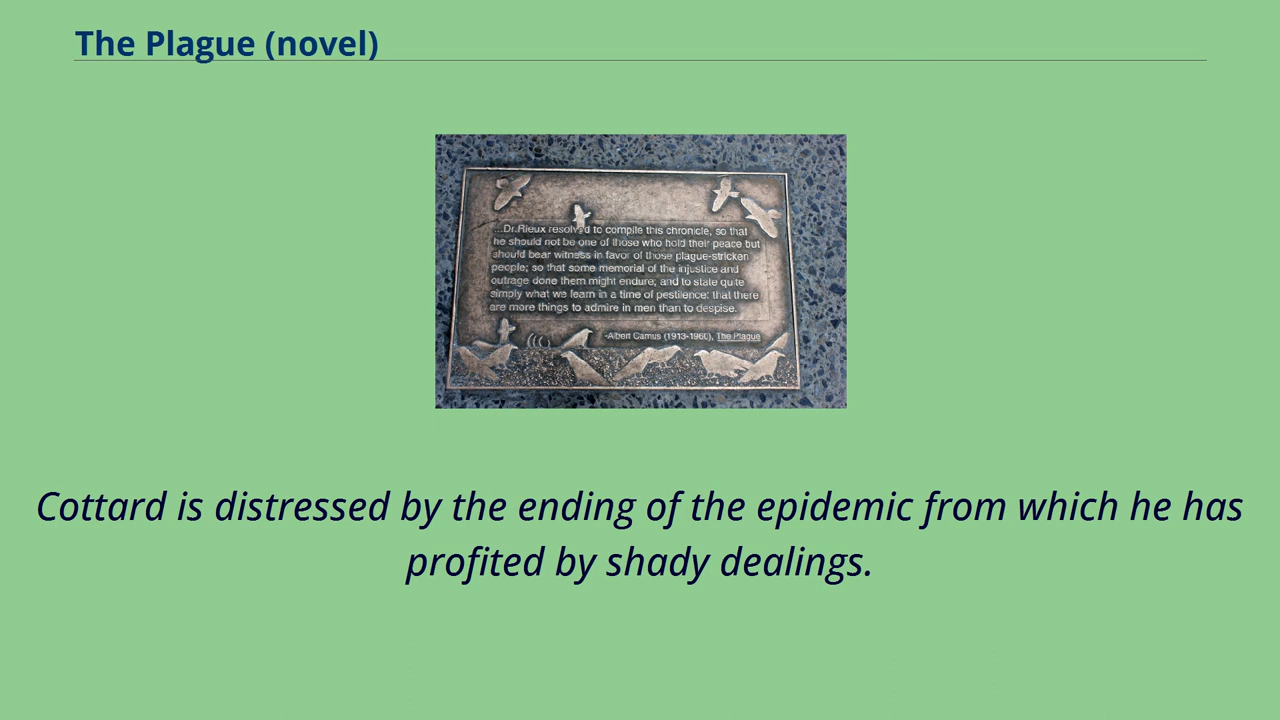 The Plague (novel)
...Dr.Rieux resolved to compile this chronicle, so that
he should not be one of those who hold their peace but
should bear witness in favor of those plague-stricken
people; so that some memorial of the injustice and
outrage done them might endure; and to state quite
simply what we learn in a time of pestilence: that there
are more things to admire in men than to despise.
-Albert Camus (1913-1960), The Plague
Cottard is distressed by the ending of the epidemic from which he has
profited by shady dealings.